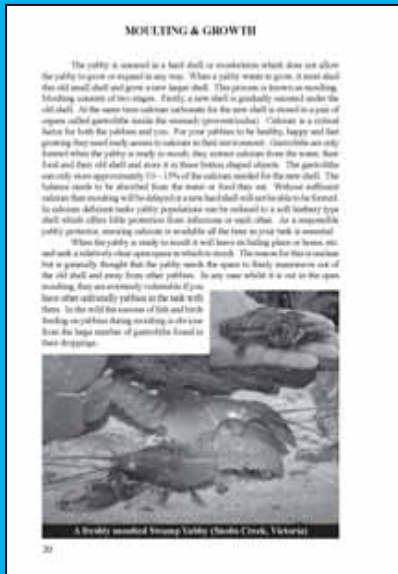 MOULTING & GROWTH
The yabby is encased in a hard shell or exoskeleton which does not allow
the yabby to grow or expand in any way. When a yabby wants to grow, it must shed
this old small shell and grow a new larger shell. This process is known as moulting.
Moulting consists of two stages. Firstly, a new shell is gradually secreted under the
old shell. At the same time calcium carbonate for the new shell is stored in a pair of
organs called gastroliths inside the stomach (proventriculus). Calcium is a critical
factor for both the yabbies and you. For your yabbies to be healthy, happy and fast
growing they need ready access to calcium in their environment. Gastroliths are only
formed when the yabby is ready to moult, they extract calcium from the water, their
food and their old shell and store it in these button shaped objects. The gastroliths
can only store approximately 10 – 15% of the calcium needed for the new shell. The
balance needs to be absorbed from the water or food they eat. Without sufficient
calcium then moulting will be delayed or a new hard shell will not be able to be formed.
In calcium deficient tanks yabby populations can be reduced to a soft leathery type
shell which offers little protection from infections or each other. As a responsible
yabby protector, ensuring calcium is available all the time in your tank is essential.
When the yabby is ready to moult it will leave its hiding place or home, etc.
and seek a relatively clear open space in which to moult. The reason for this is unclear
but is generally thought that the yabby needs the space to freely manoeuvre out of
the old shell and away from other yabbies. In any case whilst it is out in the open
moulting, they are extremely vulnerable if you
have other unfriendly yabbies in the tank with
them. In the wild the success of fish and birds
feeding on yabbies during moulting is obvious
from the large number of gastroliths found in
their droppings.
A freshly moulted Swamp Yabby (Snobs Creek, Victoria)
20